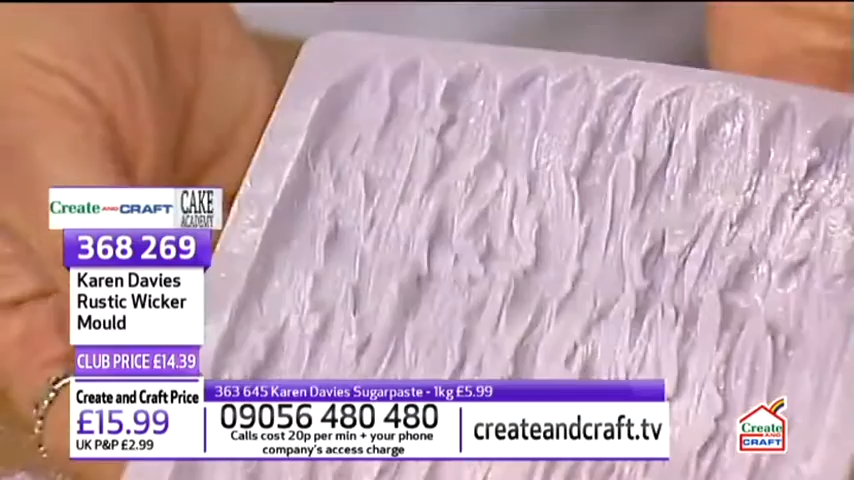 Create AND CRAFT
CAKE
ACADEMY
368 269
Karen Davies
Rustic Wicker
Mould
CLUB PRICE £14.39
Create and Craft Price
£15.99
UK P&P £2.99
363 645 Karen Davies Sugarpaste - 1kg £5.99
09056 480 480
Calls cost 20p per min + your phone
company's access charge
createandcraft.tv
Create
AND
CRAFT